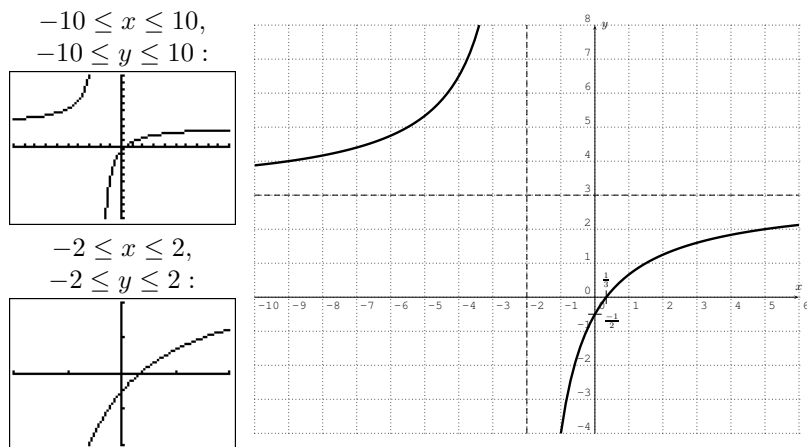 −10 ≤ x ≤ 10,
−10 ≤ y ≤ 10 :
−2 ≤ x ≤ 2,
−2 ≤ y ≤ 2 :
y
8
7
6
5
4
3
2
1
0
−1
−2
−3
−4
−10 −9 −8 −7 −6 −5 −4 −3 −2 −1 0 1 2 3 4 5 6
x
1/3
−1/2